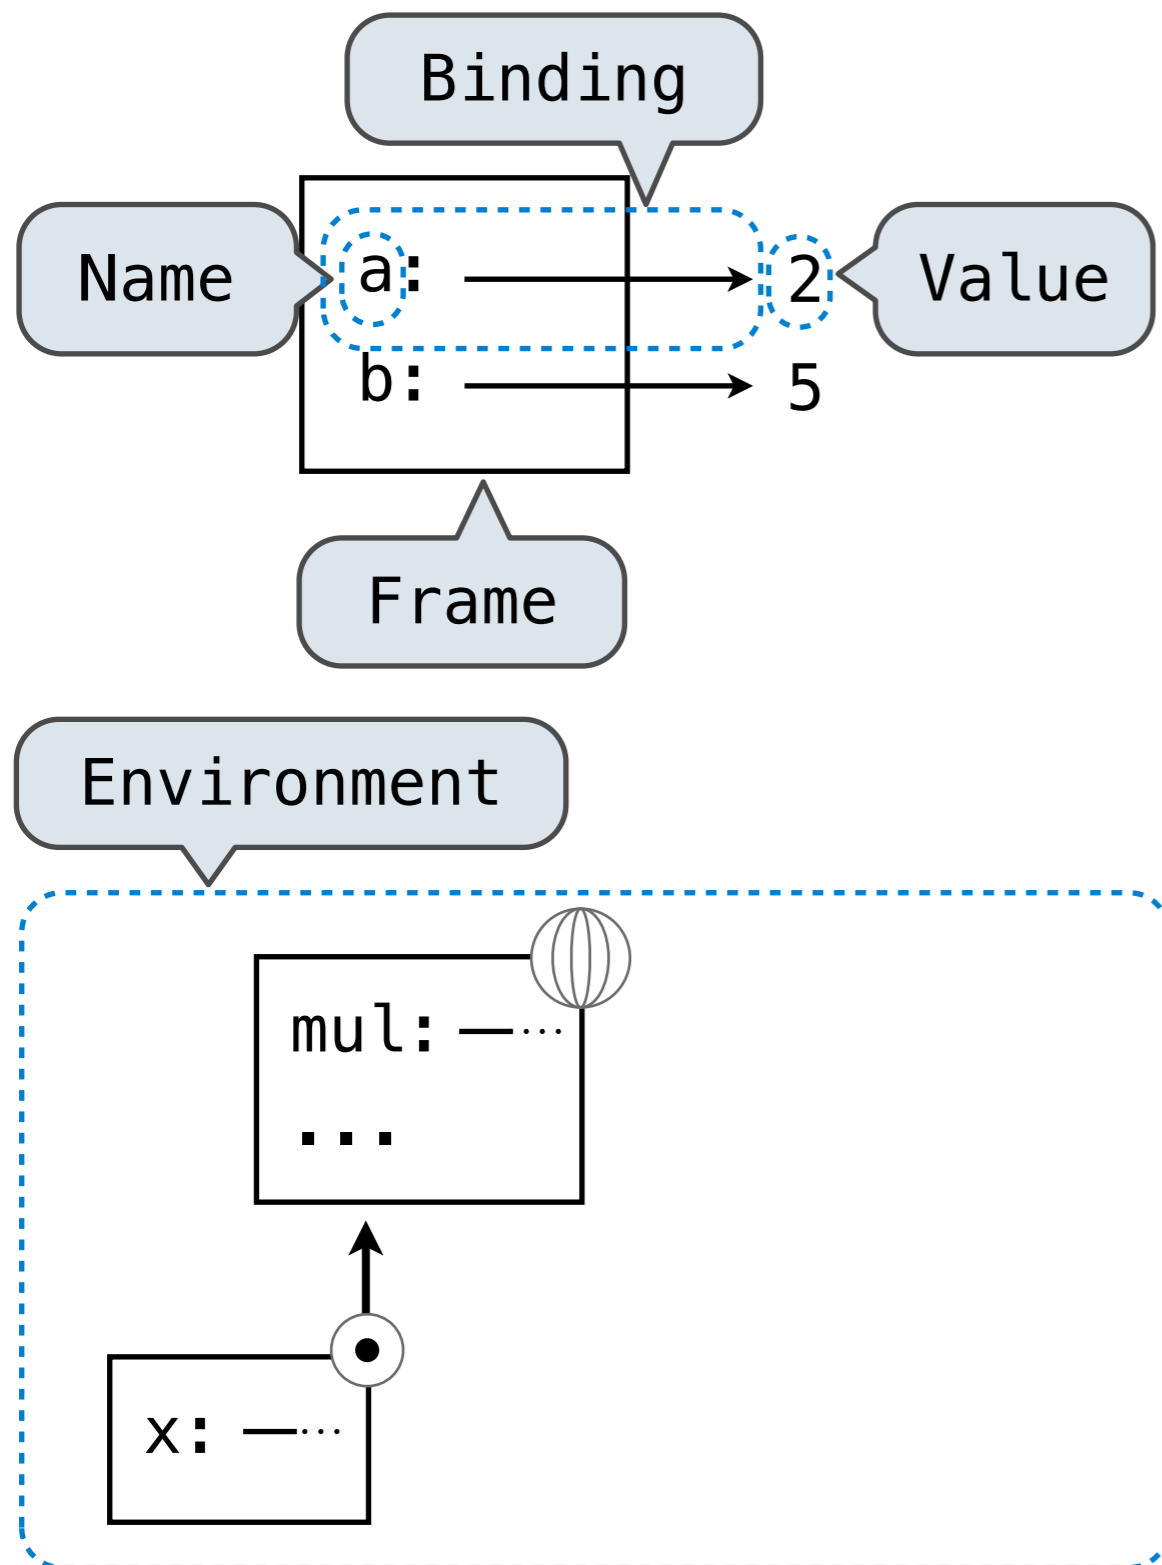 Binding
Name
a: 2
Value
b: 5
Frame
Environment
mul: ...
...
x: ...